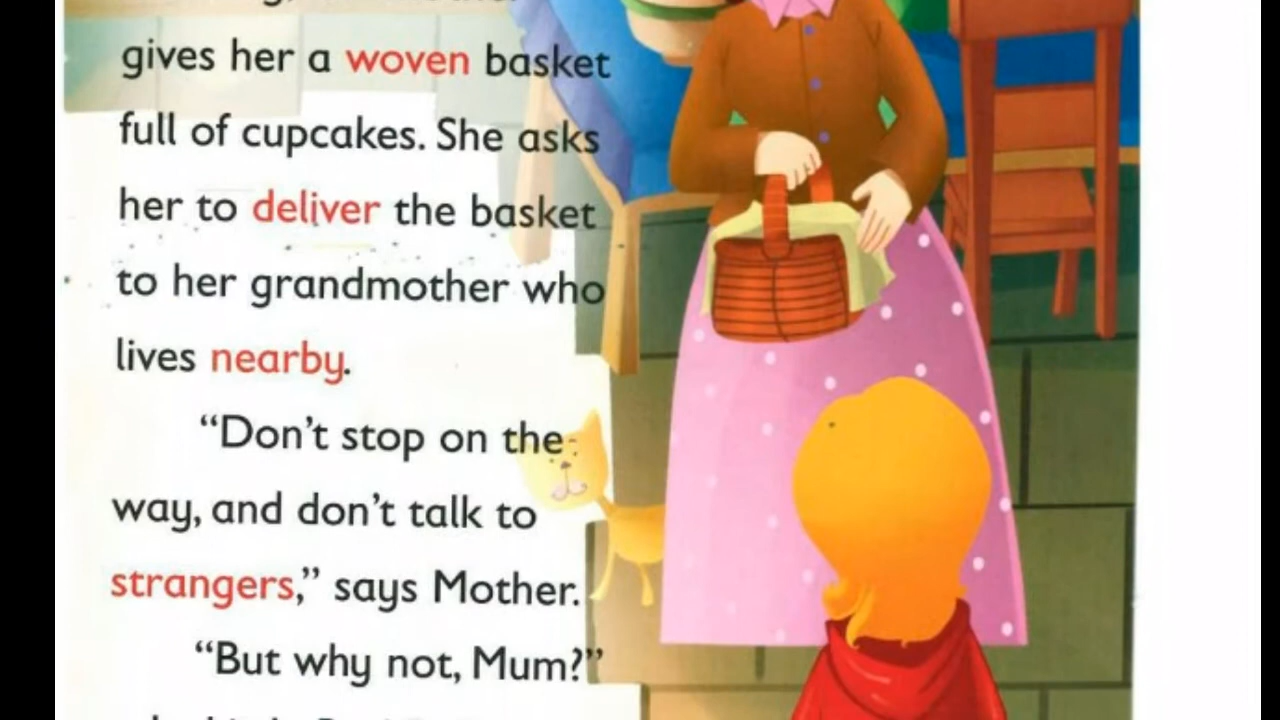 gives her a woven basket
full of cupcakes. She asks
her to deliver the basket
to her grandmother who
lives nearby.
“Don’t stop on the
way, and don’t talk to
strangers,” says Mother.
“But why not, Mum?”